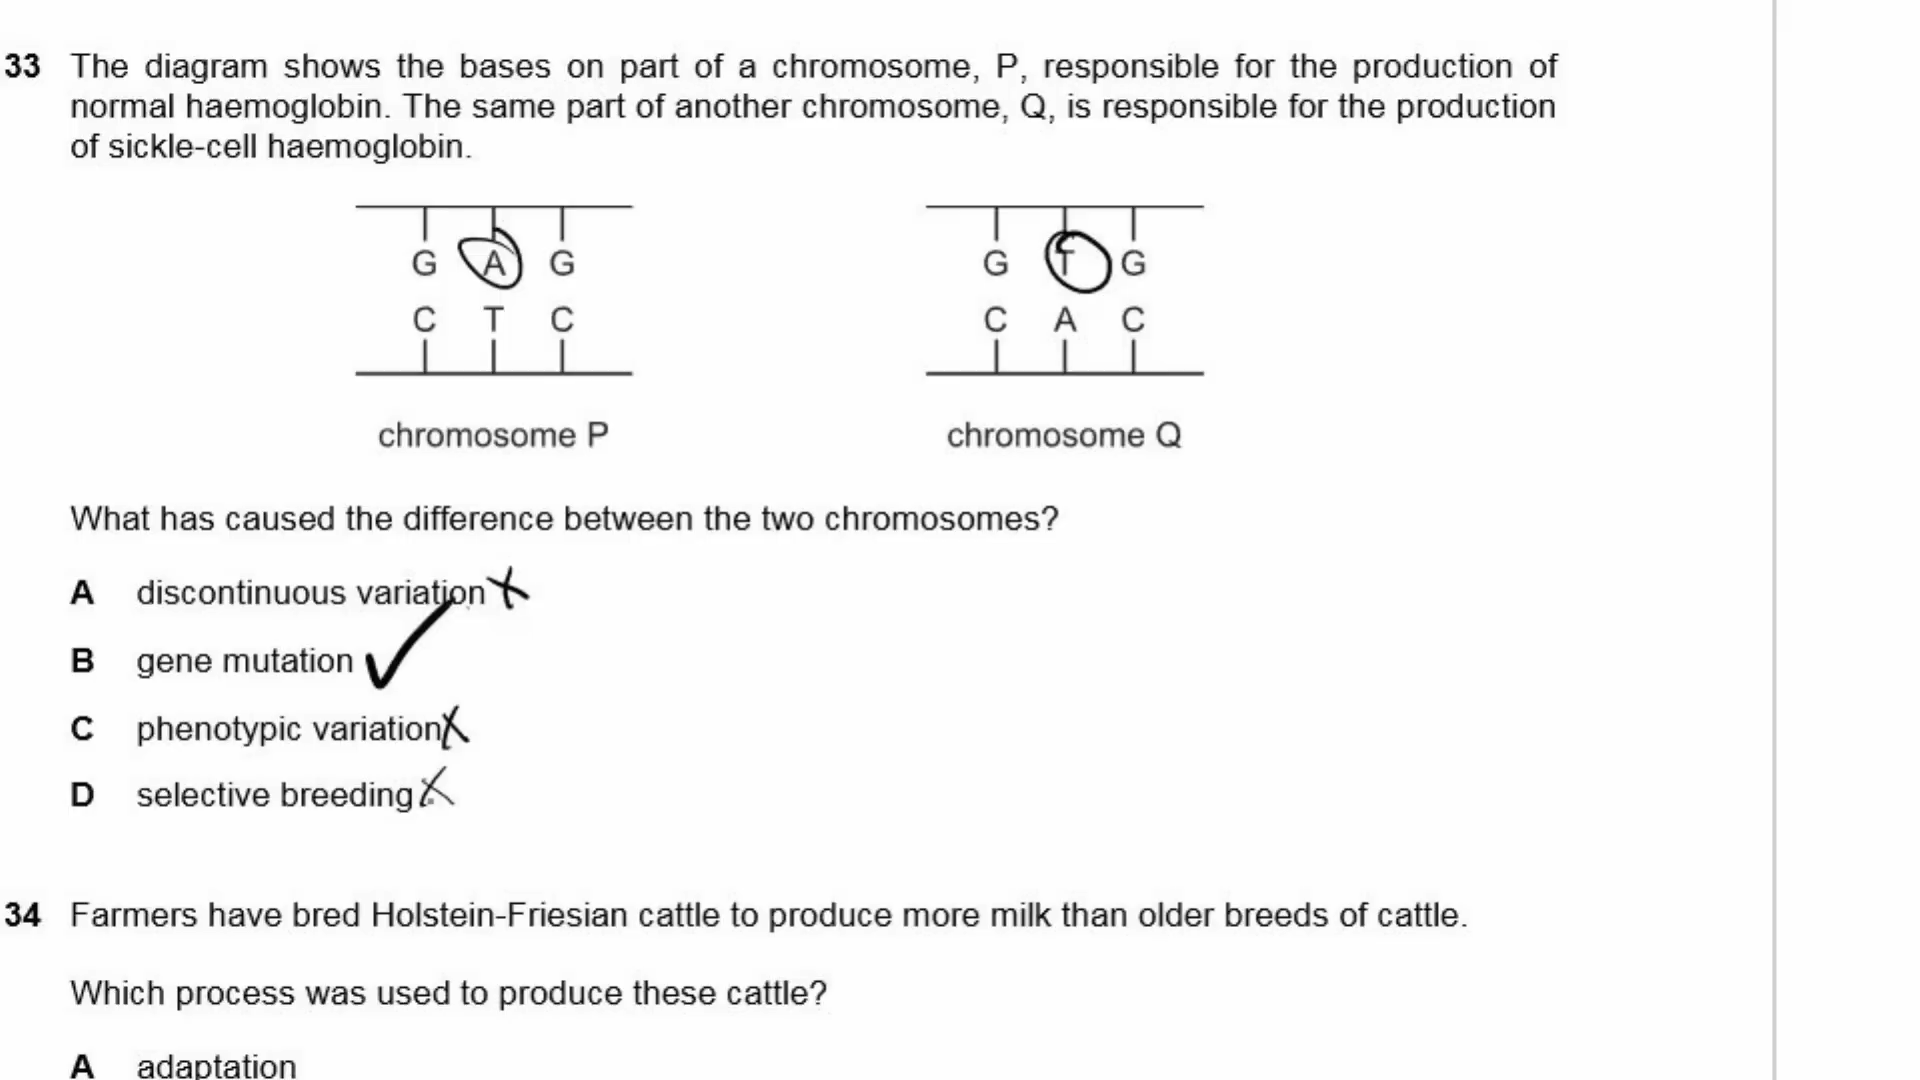 33 The diagram shows the bases on part of a chromosome, P, responsible for the production of
normal haemoglobin. The same part of another chromosome, Q, is responsible for the production
of sickle-cell haemoglobin.
G A G
C T C
chromosome P
G T G
C A C
chromosome Q
What has caused the difference between the two chromosomes?
A discontinuous variation
B gene mutation
C phenotypic variation
D selective breeding
34 Farmers have bred Holstein-Friesian cattle to produce more milk than older breeds of cattle.
Which process was used to produce these cattle?
A adaptation